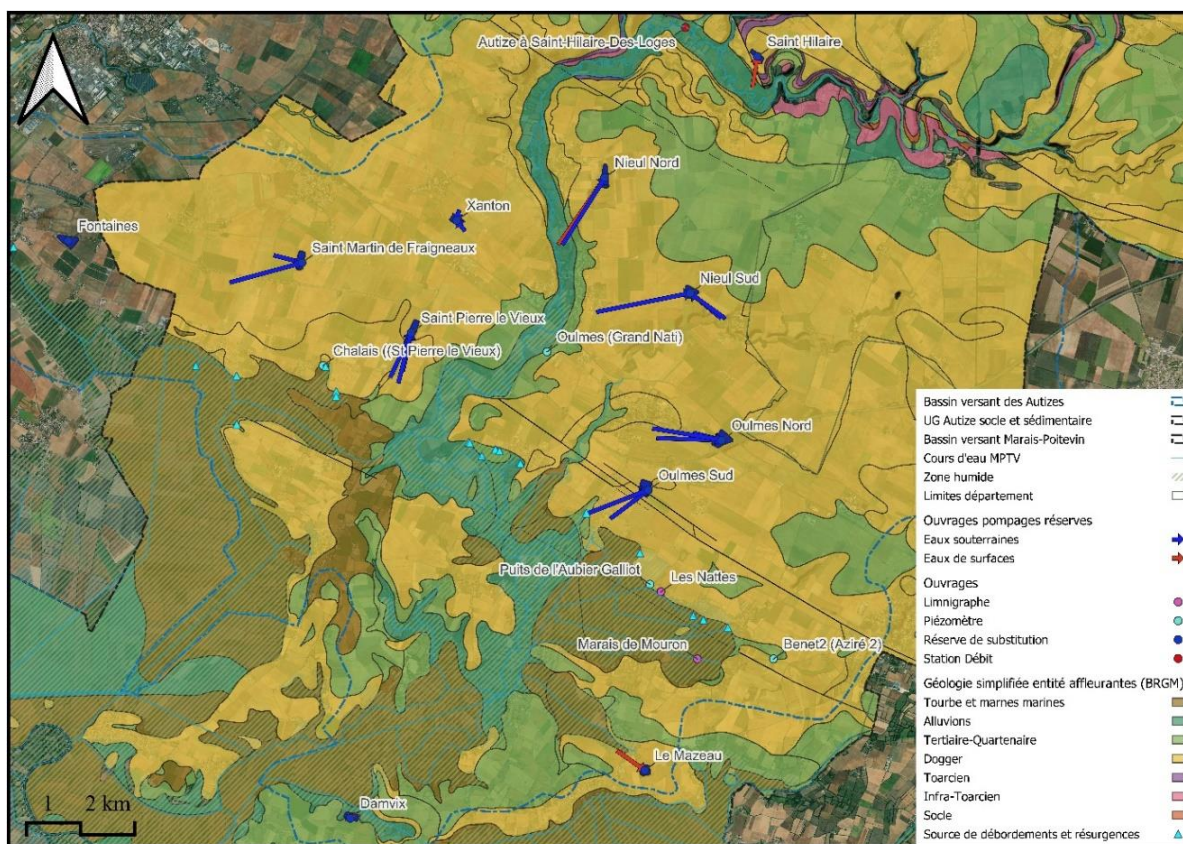 Autize à Saint-Hilaire-Des-Loges
Saint Hilaire
Nieul Nord
Xanton
Fontaines
Saint Martin de Fraigneaux
Nieul Sud
Saint Pierre le Vieux
Oulmes (Grand Nati)
Chalais ((St Pierre le Vieux)
Oulmes Nord
Oulmes Sud
Puits de l'Aubier Galliot
Les Nattes
Marais de Mouron
Benet2 (Aziré 2)
Le Mazeau
Damvix
1 2 km
Bassin versant des Autizes
UG Autize socle et sédimentaire
Bassin versant Marais-Poitevin
Cours d'eau MPTV
Zone humide
Limites département
Ouvrages pompages réserves
Eaux souterraines
Eaux de surfaces
Ouvrages
Limnigraphe
Piézomètre
Réserve de substitution
Station Débit
Géologie simplifiée entité affleurantes (BRGM)
Tourbe et marnes marines
Alluvions
Tertiaire-Quartenaire
Dogger
Toarcien
Infra-Toarcien
Socle
Source de débordements et résurgences